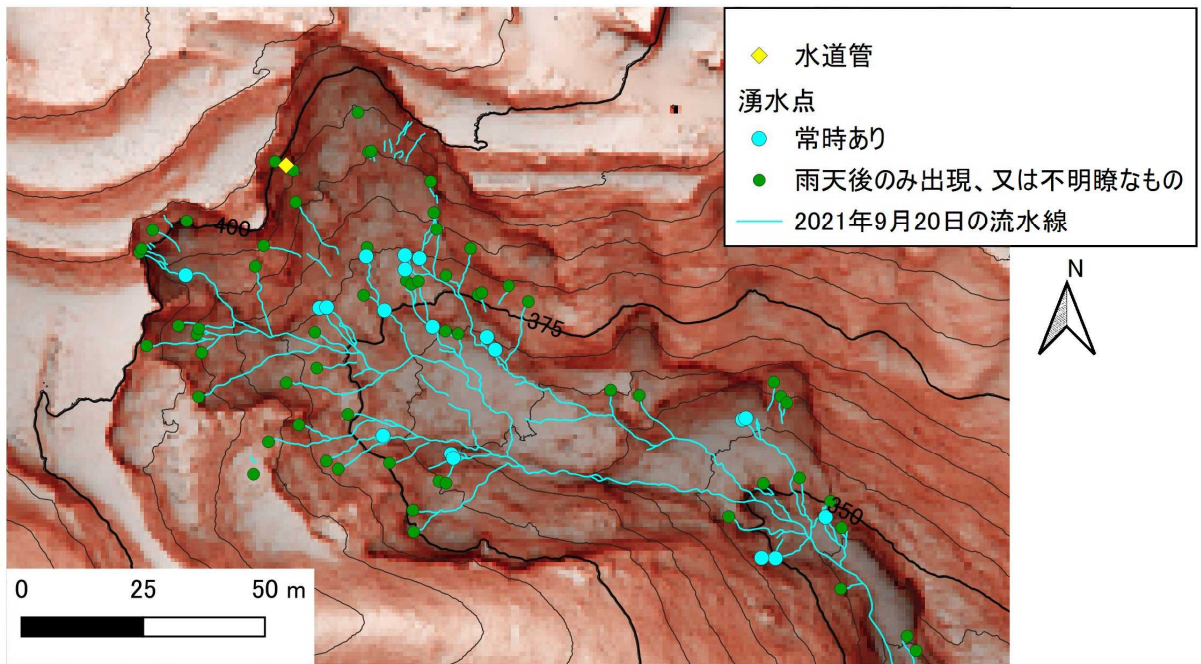 水道管
湧水点
常時あり
雨天後のみ出現、又は不明瞭なもの
2021年9月20日の流水線
400
375
N
350
0 25 50 m